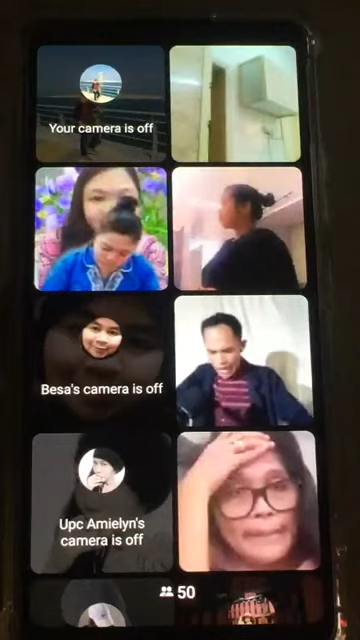 Your camera is off
Besa's camera is off
Upc Amielyn's
camera is off
50